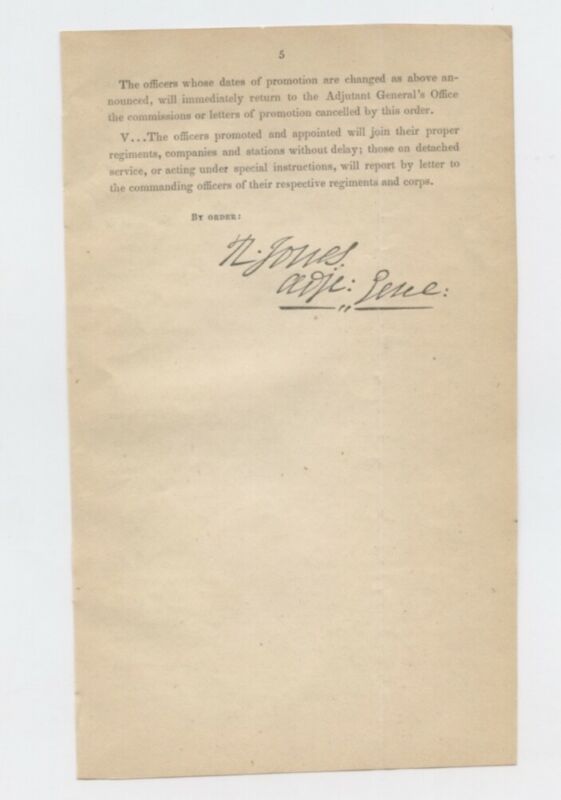 5
The officers whose dates of promotion are changed as above an-
nounced, will immediately return to the Adjutant General's Office
the commissions or letters of promotion cancelled by this order.
V...The officers promoted and appointed will join their proper
regiments, companies and stations without delay; those on detached
service, or acting under special instructions, will report by letter to
the commanding officers of their respective regiments and corps.
By order:
R. Jones.
Adjt: Genl: